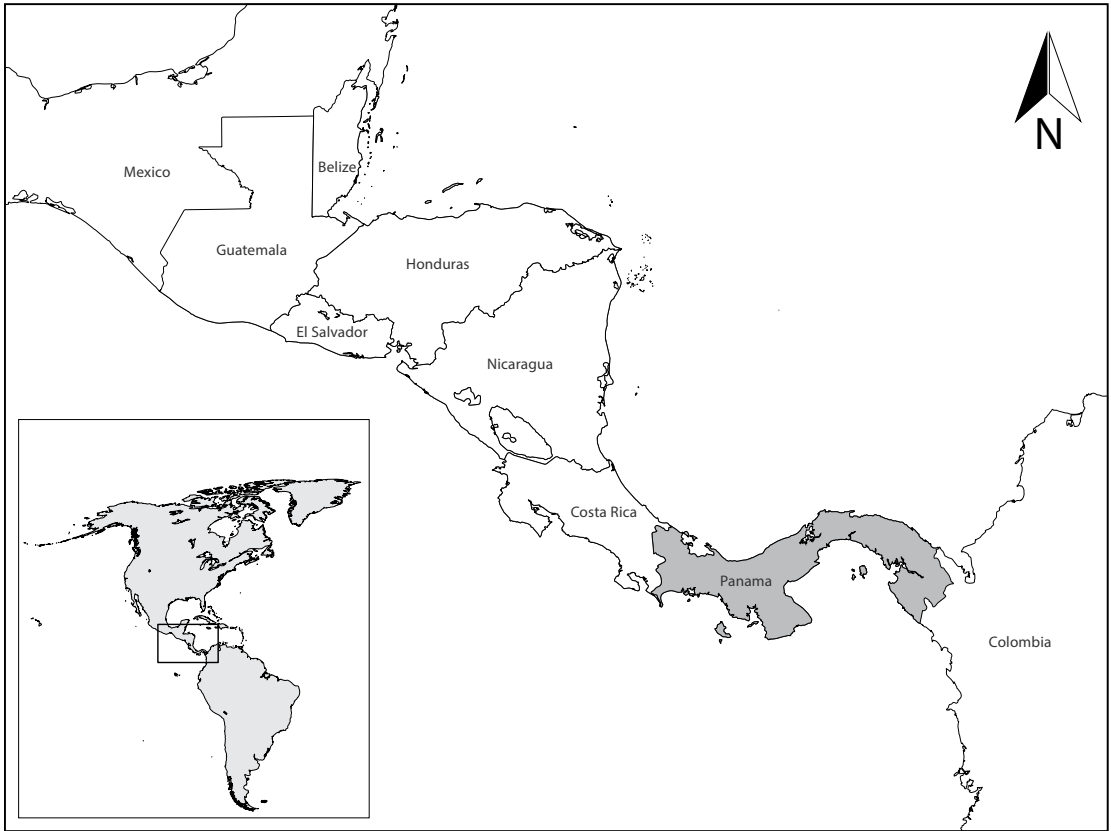 N
Mexico
Belize
Guatemala
Honduras
El Salvador
Nicaragua
Costa Rica
Panama
Colombia